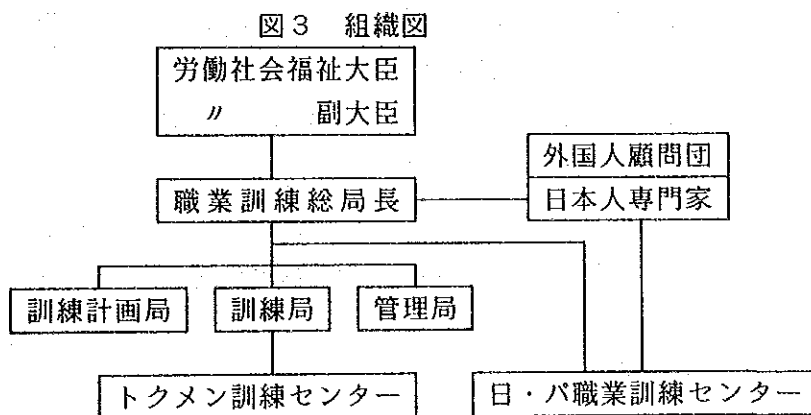 図３　組織図
労働社会福祉大臣
〃　　　副大臣
外国人顧問団
職業訓練総局長
日本人専門家
訓練計画局
訓練局
管理局
トクメン訓練センター
日・パ職業訓練センター